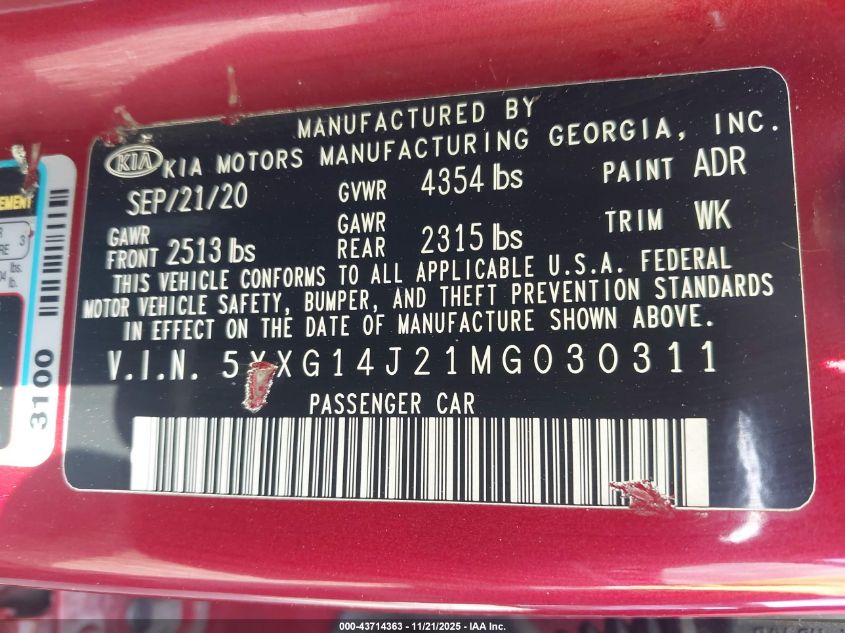 MANUFACTURED BY
KIA KIA MOTORS MANUFACTURING GEORGIA, INC.
SEP/21/20 GVWR 4354 lbs PAINT ADR
GAWR FRONT 2513 lbs GAWR REAR 2315 lbs TRIM WK
THIS VEHICLE CONFORMS TO ALL APPLICABLE U.S.A. FEDERAL
MOTOR VEHICLE SAFETY, BUMPER, AND THEFT PREVENTION STANDARDS
IN EFFECT ON THE DATE OF MANUFACTURE SHOWN ABOVE.
V.I.N. 5XXG14J21MG030311
PASSENGER CAR
3100
000-43714363 - 11/21/2025 - IAA Inc.